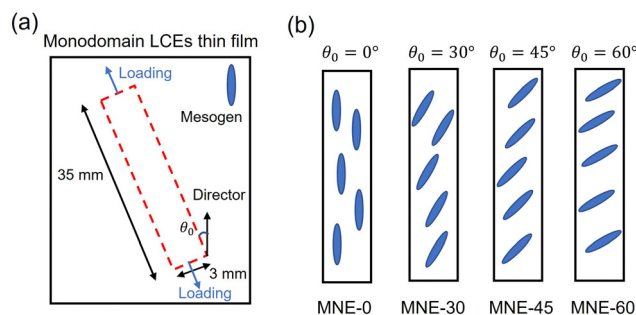 (a)
Monodomain LCEs thin film
Loading
Mesogen
35 mm
Director
θ₀
3 mm
Loading
(b)
θ₀ = 0° θ₀ = 30° θ₀ = 45° θ₀ = 60°
MNE-0 MNE-30 MNE-45 MNE-60